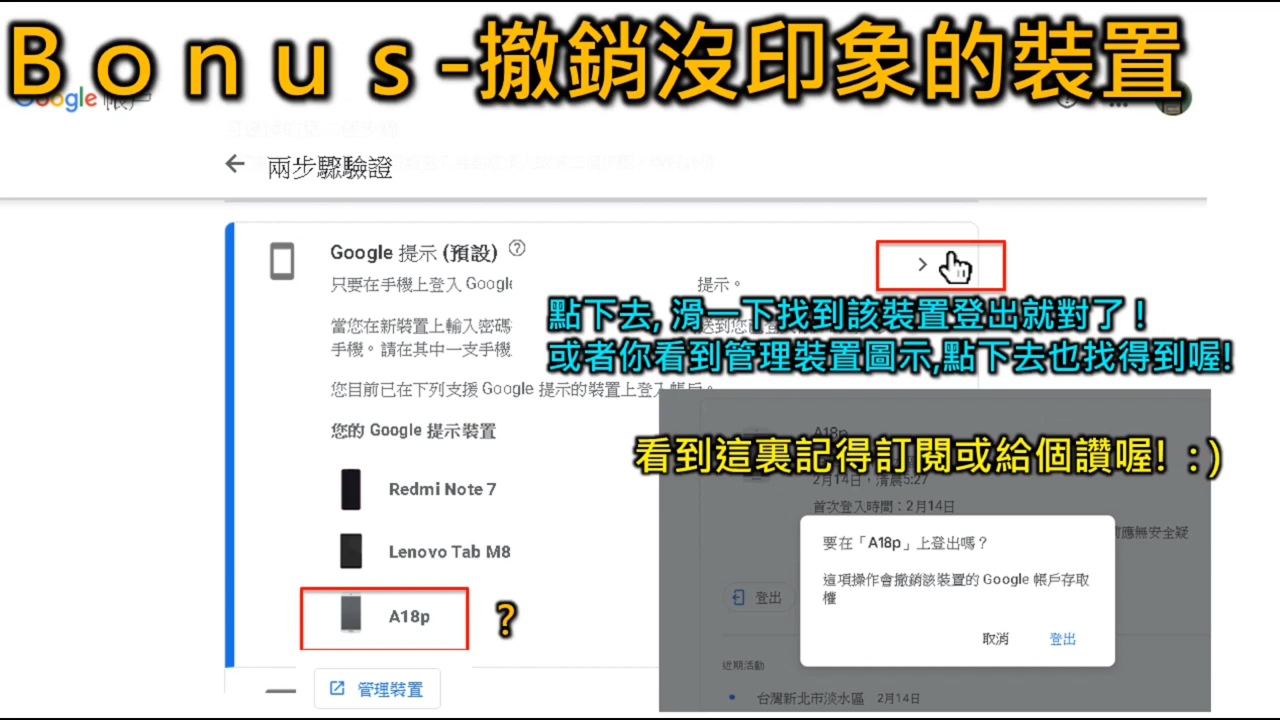 Bonus-撤銷沒印象的裝置
Google 帳戶
兩步驟驗證
Google 提示 (預設)
只要在手機上登入 Google
提示。
點下去, 滑一下找到該裝置登出就對了 !
當您在新裝置上輸入密碼
手機。請在其中一支手機
或者你看到管理裝置圖示,點下去也找得到喔!
您目前已在下列支援 Google 提示的裝置上登入帳戶。
您的 Google 提示裝置
A18p
看到這裏記得訂閱或給個讚喔! : )
2月14日，清晨5:27
Redmi Note 7
首次登入時間：2月14日
應無安全疑
Lenovo Tab M8
要在「A18p」上登出嗎？
這項操作會撤銷該裝置的 Google 帳戶存取
權
登出
A18p
?
取消
登出
近期活動
管理裝置
台灣新北市淡水區 2月14日